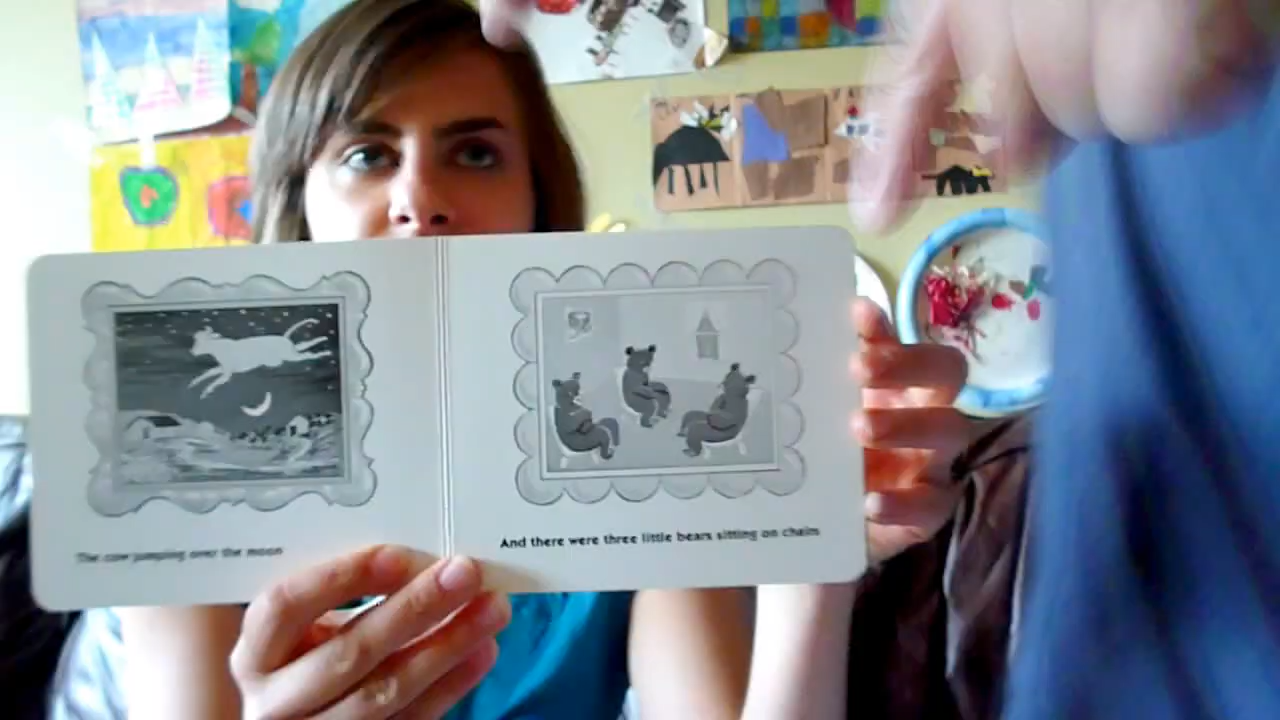 The cow jumping over the moon
And there were three little bears sitting on chairs